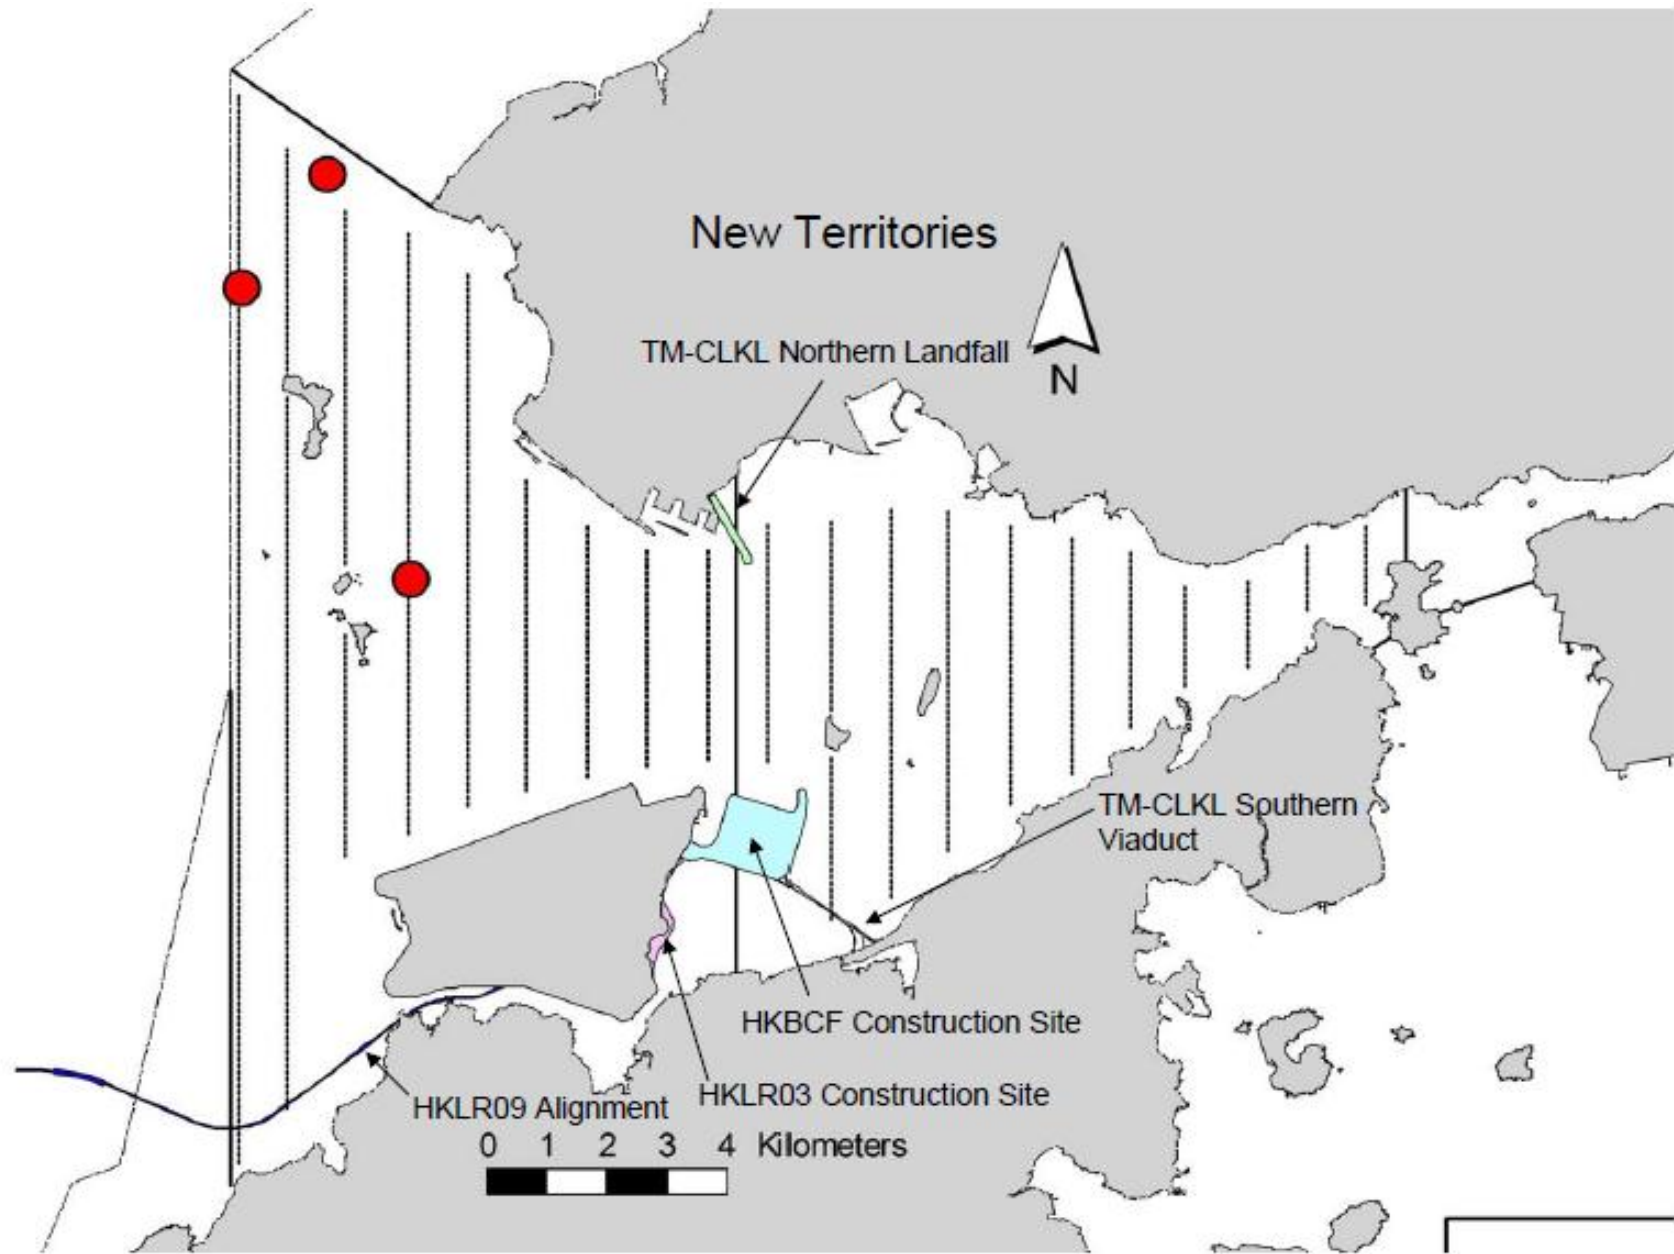 New Territories
TM-CLKL Northern Landfall
N
TM-CLKL Southern
Viaduct
HKBCF Construction Site
HKLR03 Construction Site
HKLR09 Alignment
0 1 2 3 4 Kilometers